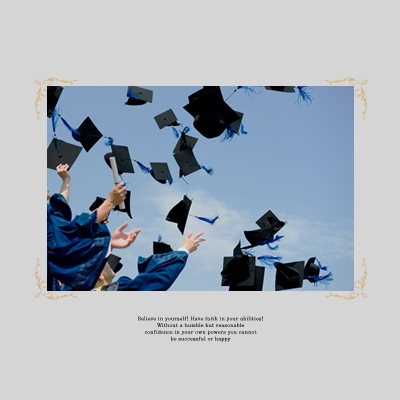 Believe in yourself! Have faith in your abilities!
Without a humble but reasonable
confidence in your own powers you cannot
be successful or happy